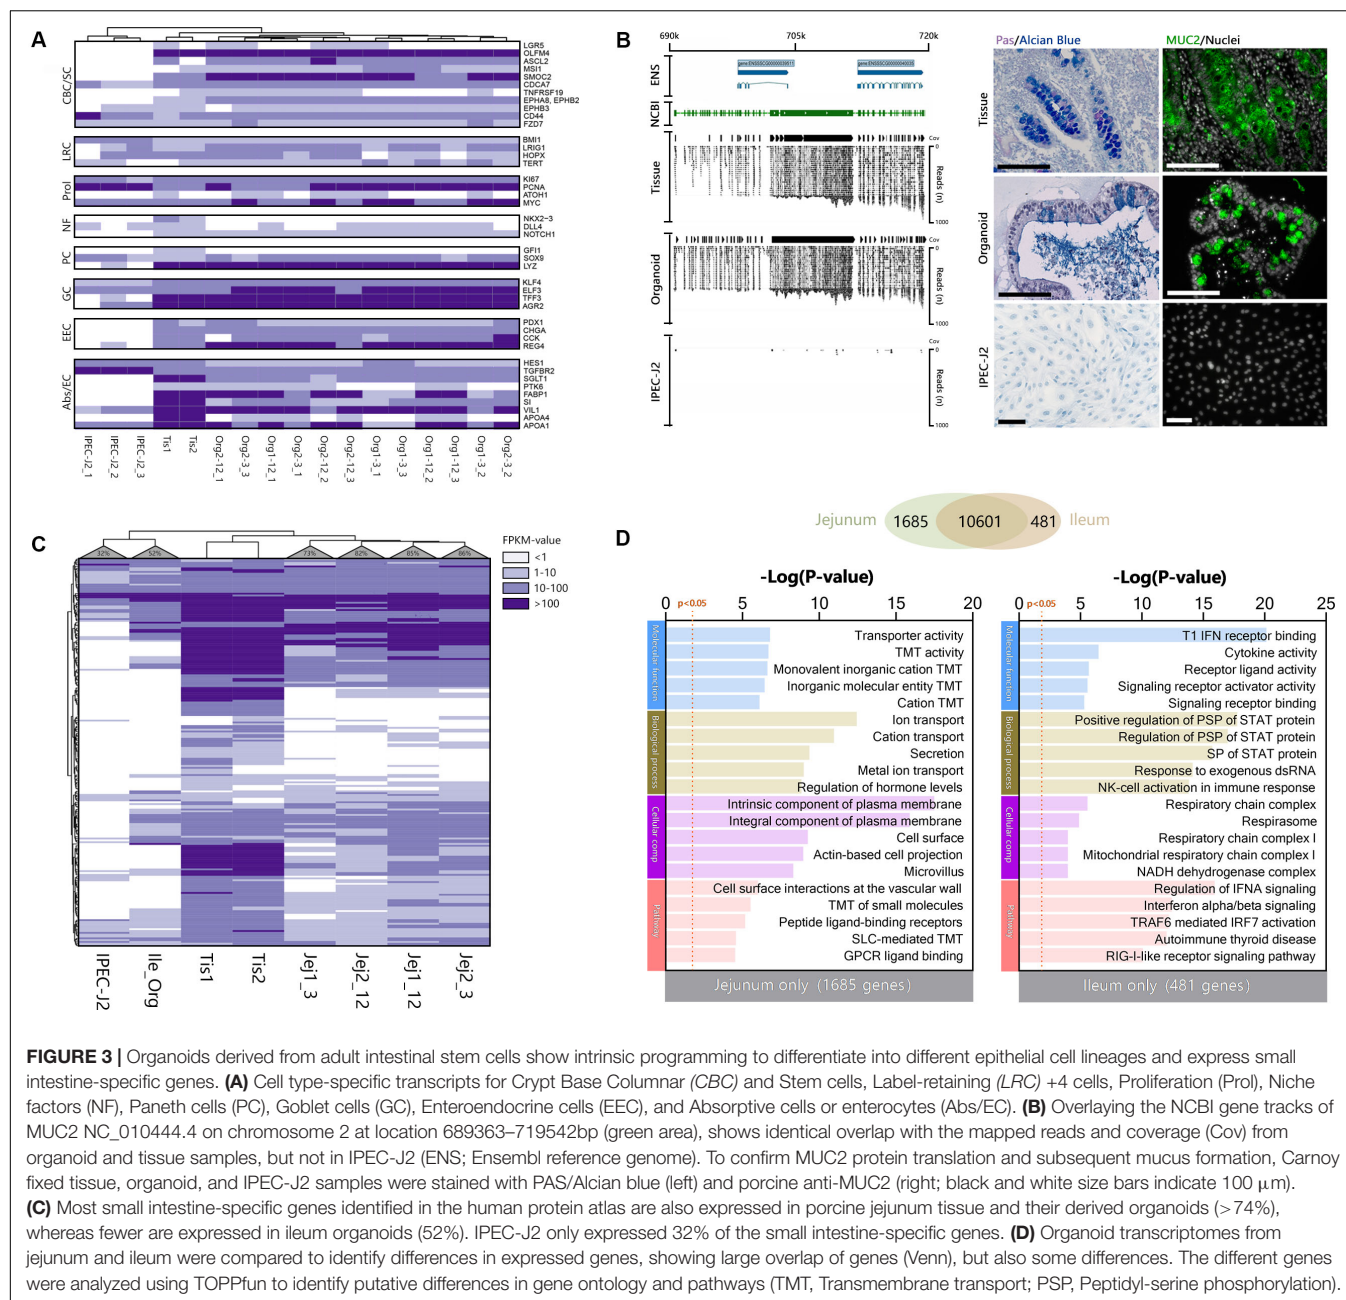 A
CBC/SC
LGR5
OLFM4
ASCL2
MSI1
SMOC2
CDCA7
TNFRSF19
EPHA8, EPHB2
EPHB3
CD44
FZD7
LRC
BMI1
LRIG1
HOPX
TERT
Prol
KI67
PCNA
ATOH1
MYC
NF
NKX2-3
DLL4
NOTCH1
PC
GFI1
SOX9
LYZ
GC
KLF4
ELF3
TFF3
AGR2
EEC
PDX1
CHGA
CCK
REG4
Abs/EC
HES1
TGFBR2
SGLT1
PTK6
FABP1
SI
VIL1
APOA4
APOA1
IPEC-J2_1
IPEC-J2_2
IPEC-J2_3
Tis1
Tis2
Org2-12_1
Org2-3_3
Org1-12_1
Org2-3_1
Org2-12_2
Org2-12_3
Org1-3_1
Org1-3_3
Org1-12_2
Org1-12_3
Org1-3_2
Org2-3_2
B
690k 705k 720k
ENS
NCBI
Tissue
Cov
0
Reads (n)
1000
Organoid
Cov
0
Reads (n)
1000
IPEC-J2
Cov
0
Reads (n)
1000
Pas/Alcian Blue MUC2/Nuclei
Tissue
Organoid
IPEC-J2
C
32% 52% 73% 82% 85% 86%
FPKM-value
<1
1-10
10-100
>100
IPEC-J2
Ile_Org
Tis1
Tis2
Jej1_3
Jej2_12
Jej1_12
Jej2_3
D
Jejunum 1685 10601 481 Ileum
-Log(P-value)
p<0.05
0 5 10 15 20
Molecular function
Transporter activity
TMT activity
Monovalent inorganic cation TMT
Inorganic molecular entity TMT
Cation TMT
Biological process
Ion transport
Cation transport
Secretion
Metal ion transport
Regulation of hormone levels
Cellular comp
Intrinsic component of plasma membrane
Integral component of plasma membrane
Cell surface
Actin-based cell projection
Microvillus
Pathway
Cell surface interactions at the vascular wall
TMT of small molecules
Peptide ligand-binding receptors
SLC-mediated TMT
GPCR ligand binding
Jejunum only (1685 genes)
-Log(P-value)
p<0.05
0 5 10 15 20 25
Molecular function
T1 IFN receptor binding
Cytokine activity
Receptor ligand activity
Signaling receptor activator activity
Signaling receptor binding
Biological process
Positive regulation of PSP of STAT protein
Regulation of PSP of STAT protein
SP of STAT protein
Response to exogenous dsRNA
NK-cell activation in immune response
Cellular comp
Respiratory chain complex
Respirasome
Respiratory chain complex I
Mitochondrial respiratory chain complex I
NADH dehydrogenase complex
Pathway
Regulation of IFNA signaling
Interferon alpha/beta signaling
TRAF6 mediated IRF7 activation
Autoimmune thyroid disease
RIG-I-like receptor signaling pathway
Ileum only (481 genes)
FIGURE 3 | Organoids derived from adult intestinal stem cells show intrinsic programming to differentiate into different epithelial cell lineages and express small
intestine-specific genes. (A) Cell type-specific transcripts for Crypt Base Columnar (CBC) and Stem cells, Label-retaining (LRC) +4 cells, Proliferation (Prol), Niche
factors (NF), Paneth cells (PC), Goblet cells (GC), Enteroendocrine cells (EEC), and Absorptive cells or enterocytes (Abs/EC). (B) Overlaying the NCBI gene tracks of
MUC2 NC_010444.4 on chromosome 2 at location 689363–719542bp (green area), shows identical overlap with the mapped reads and coverage (Cov) from
organoid and tissue samples, but not in IPEC-J2 (ENS; Ensembl reference genome). To confirm MUC2 protein translation and subsequent mucus formation, Carnoy
fixed tissue, organoid, and IPEC-J2 samples were stained with PAS/Alcian blue (left) and porcine anti-MUC2 (right; black and white size bars indicate 100 μm).
(C) Most small intestine-specific genes identified in the human protein atlas are also expressed in porcine jejunum tissue and their derived organoids (>74%),
whereas fewer are expressed in ileum organoids (52%). IPEC-J2 only expressed 32% of the small intestine-specific genes. (D) Organoid transcriptomes from
jejunum and ileum were compared to identify differences in expressed genes, showing large overlap of genes (Venn), but also some differences. The different genes
were analyzed using TOPPfun to identify putative differences in gene ontology and pathways (TMT, Transmembrane transport; PSP, Peptidyl-serine phosphorylation).